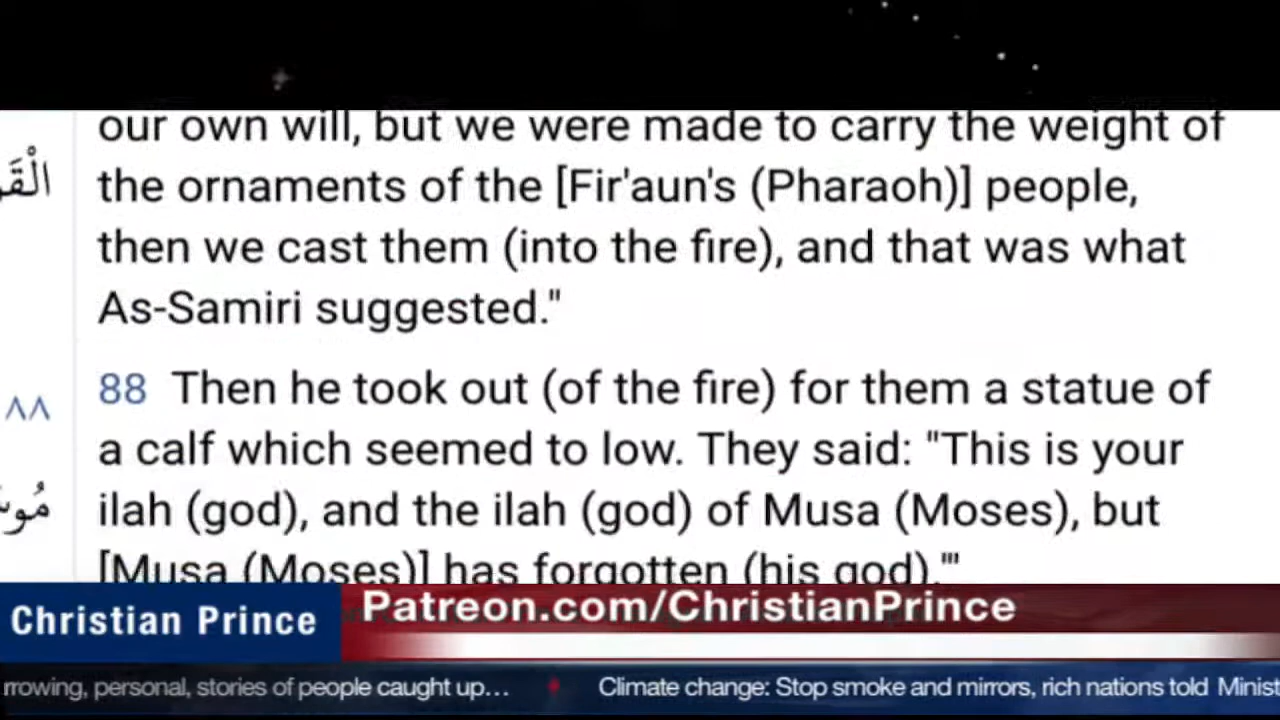 our own will, but we were made to carry the weight of
the ornaments of the [Fir'aun's (Pharaoh)] people,
then we cast them (into the fire), and that was what
As-Samiri suggested."
88 Then he took out (of the fire) for them a statue of
a calf which seemed to low. They said: "This is your
ilah (god), and the ilah (god) of Musa (Moses), but
[Musa (Moses)] has forgotten (his god).'"
٨٨
Christian Prince
Patreon.com/ChristianPrince
rrowing, personal, stories of people caught up... Climate change: Stop smoke and mirrors, rich nations told Minist